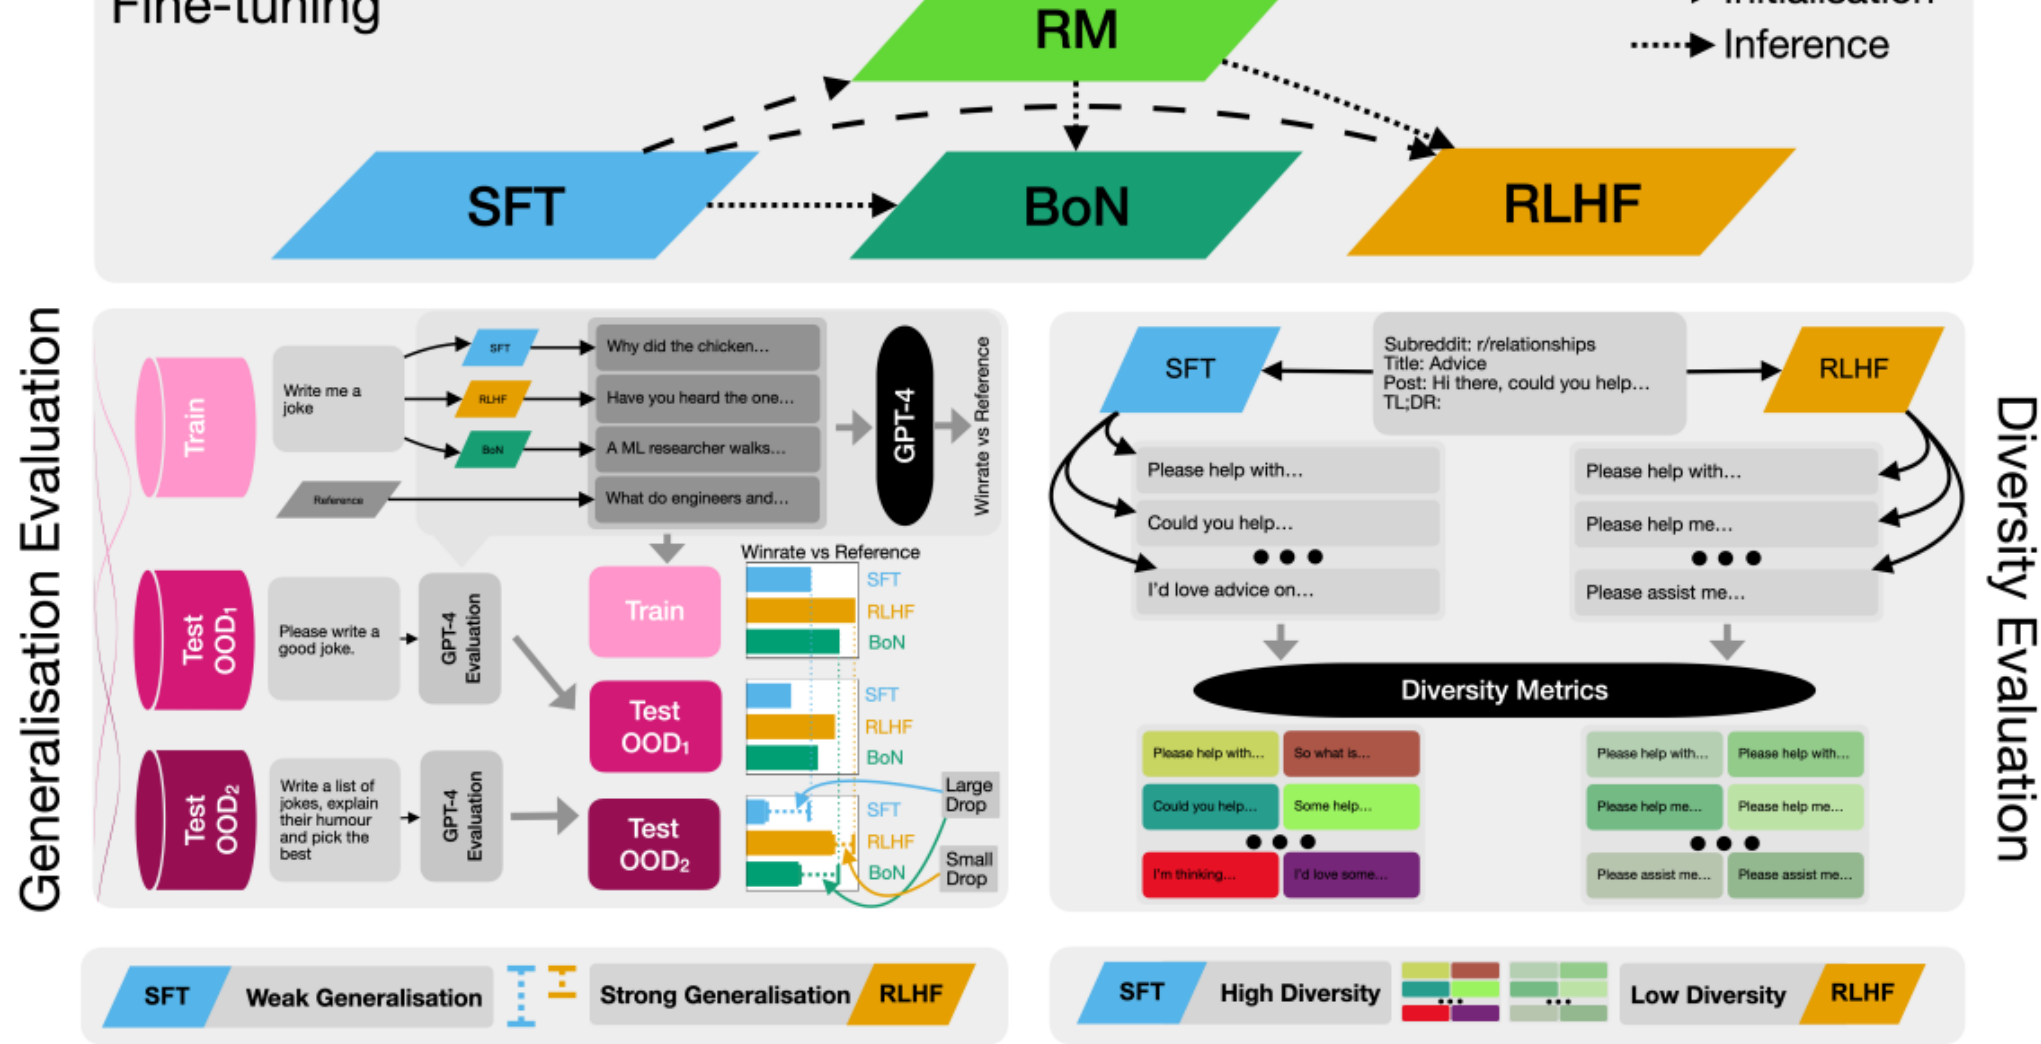 Fine-tuning
RM
Initialisation
Inference
SFT
BoN
RLHF
Generalisation Evaluation
Train
Write me a
joke
SFT
RLHF
BoN
Reference
Why did the chicken...
Have you heard the one...
A ML researcher walks...
What do engineers and...
GPT-4
Winrate vs Reference
Test
OOD₁
Please write a
good joke.
GPT-4
Evaluation
Test
OOD₂
Write a list of
jokes, explain
their humour
and pick the
best
GPT-4
Evaluation
Winrate vs Reference
Train
SFT
RLHF
BoN
Test
OOD₁
SFT
RLHF
BoN
Test
OOD₂
SFT
RLHF
BoN
Large
Drop
Small
Drop
SFT
Weak Generalisation
Strong Generalisation
RLHF
Diversity Evaluation
SFT
Subreddit: r/relationships
Title: Advice
Post: Hi there, could you help...
TL;DR:
RLHF
Please help with...
Could you help...
I'd love advice on...
Please help with...
Please help me...
Please assist me...
Diversity Metrics
Please help with...
So what is...
Could you help...
Some help...
I'm thinking...
I'd love some...
Please help with...
Please help with...
Please help me...
Please help me...
Please assist me...
Please assist me...
SFT
High Diversity
Low Diversity
RLHF